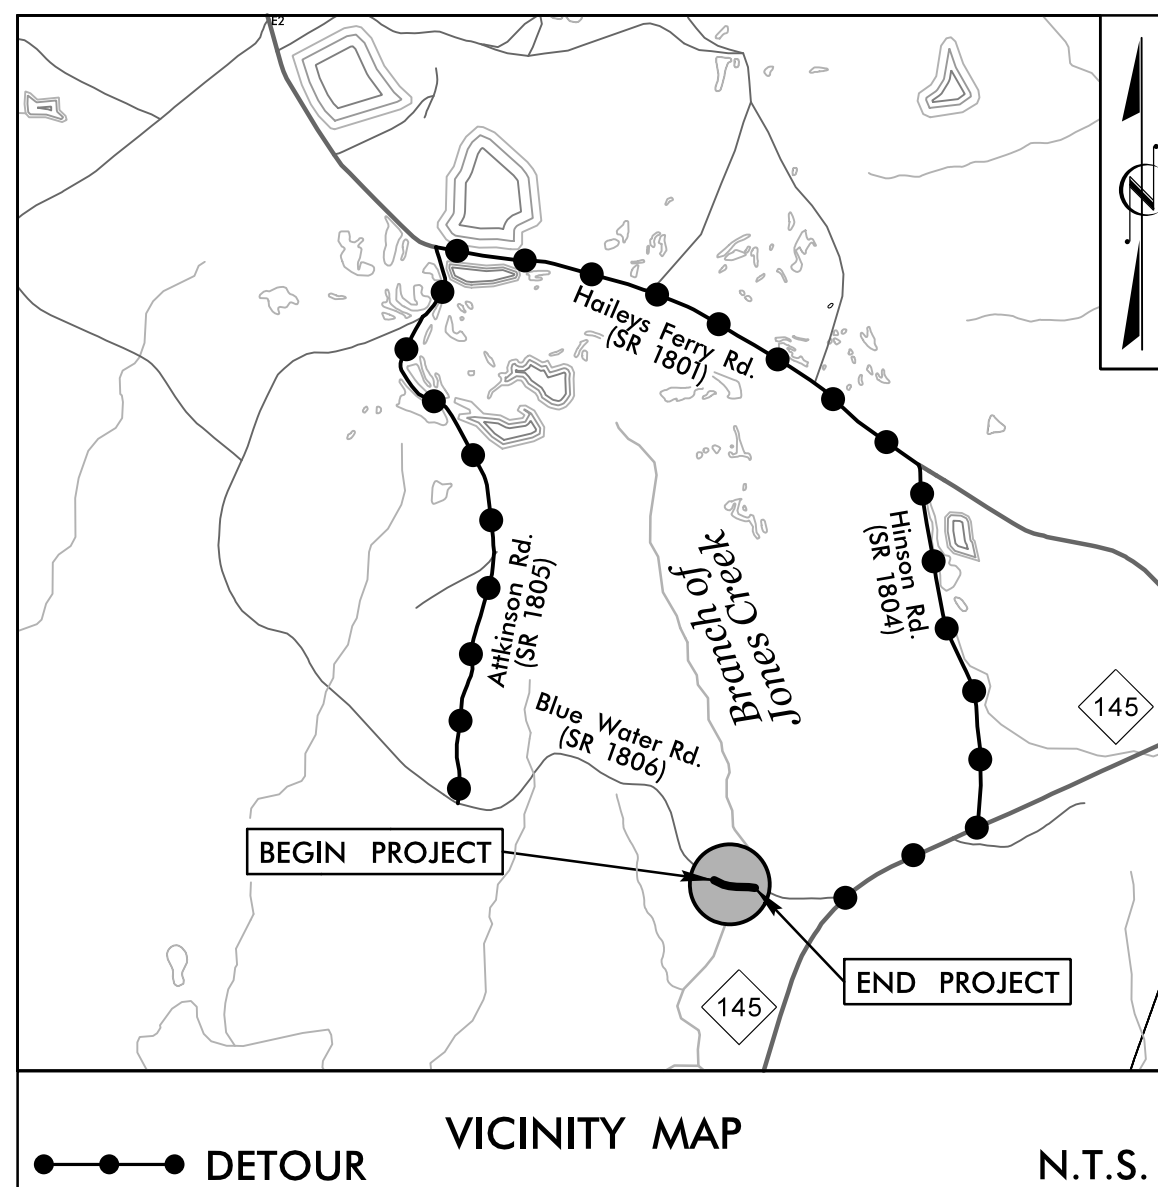 E2
Haileys Ferry Rd.
(SR 1801)
Hinson Rd.
(SR 1804)
Attkinson Rd.
(SR 1805)
Branch of
Jones Creek
Blue Water Rd.
(SR 1806)
145
BEGIN PROJECT
END PROJECT
145
VICINITY MAP
DETOUR
N.T.S.